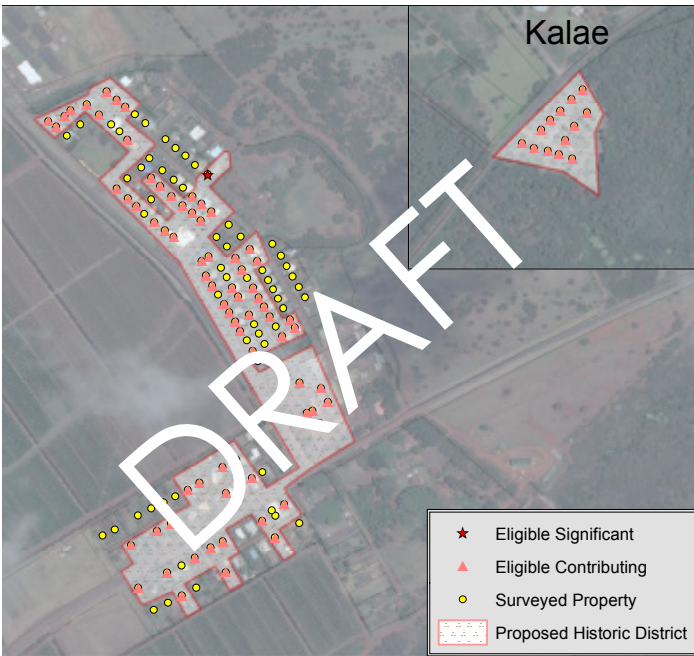 Kalae
DRAFT
Eligible Significant
Eligible Contributing
Surveyed Property
Proposed Historic District